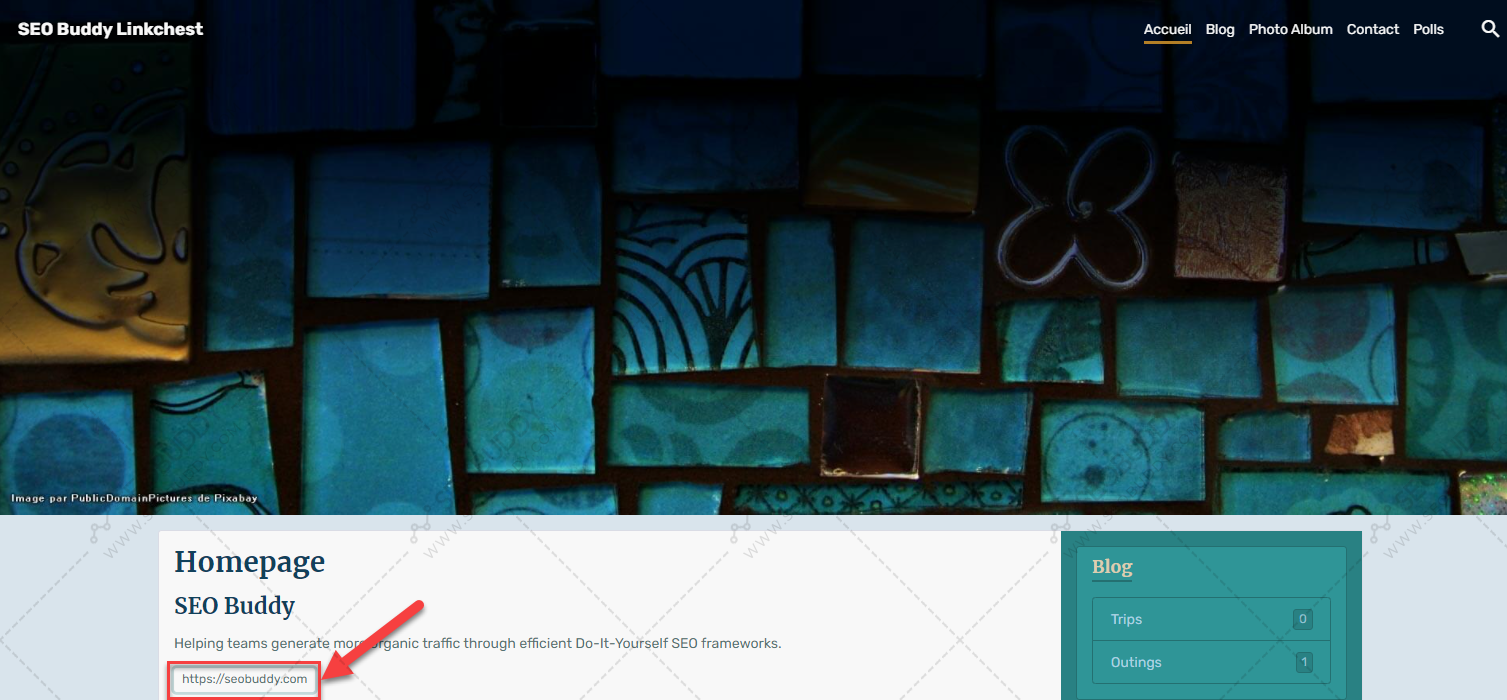 SEO Buddy Linkchest
Accueil Blog Photo Album Contact Polls
Image par PublicDomainPictures de Pixabay
Homepage
SEO Buddy
Helping teams generate more organic traffic through efficient Do-It-Yourself SEO frameworks.
https://seobuddy.com
Blog
Trips 0
Outings 1